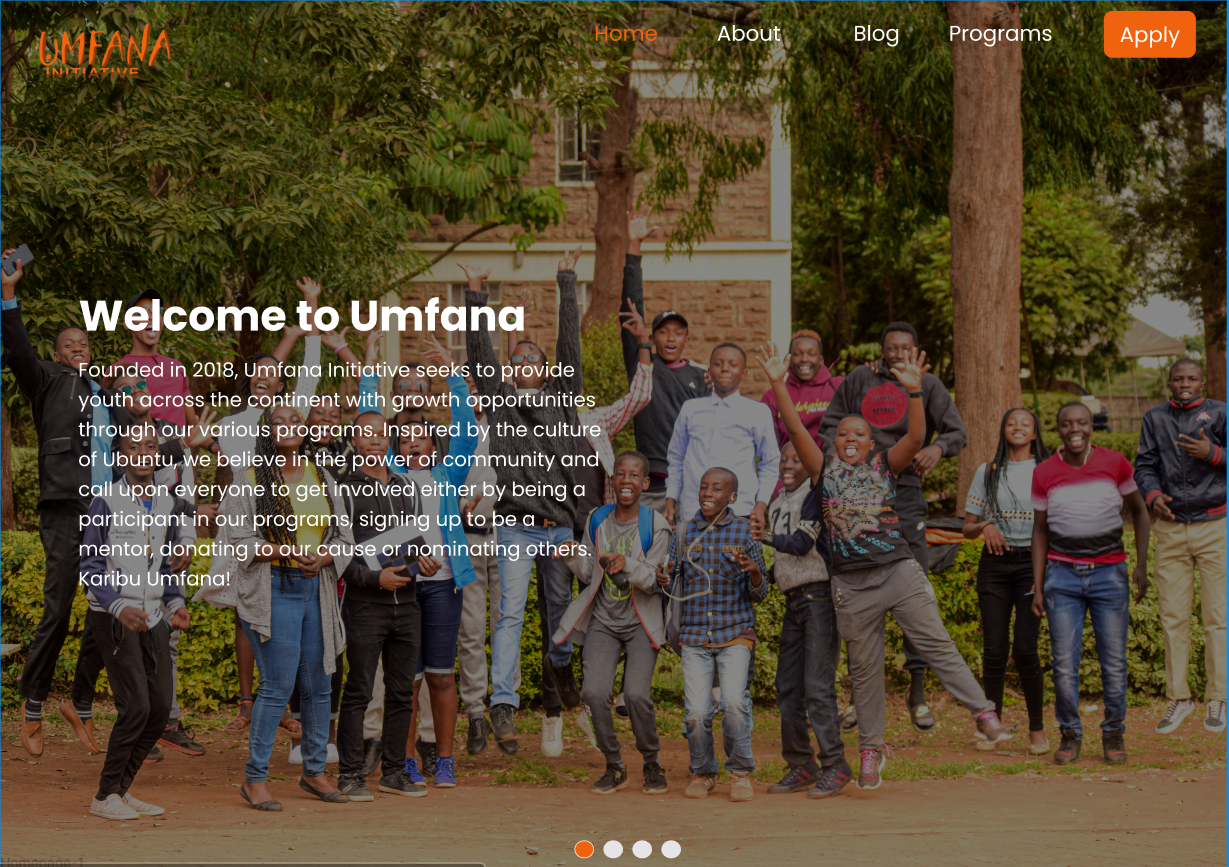 UMFANA
INITIATIVE
Home About Blog Programs Apply
Welcome to Umfana
Founded in 2018, Umfana Initiative seeks to provide
youth across the continent with growth opportunities
through our various programs. Inspired by the culture
of Ubuntu, we believe in the power of community and
call upon everyone to get involved either by being a
participant in our programs, signing up to be a
mentor, donating to our cause or nominating others.
Karibu Umfana!
Homepage-1